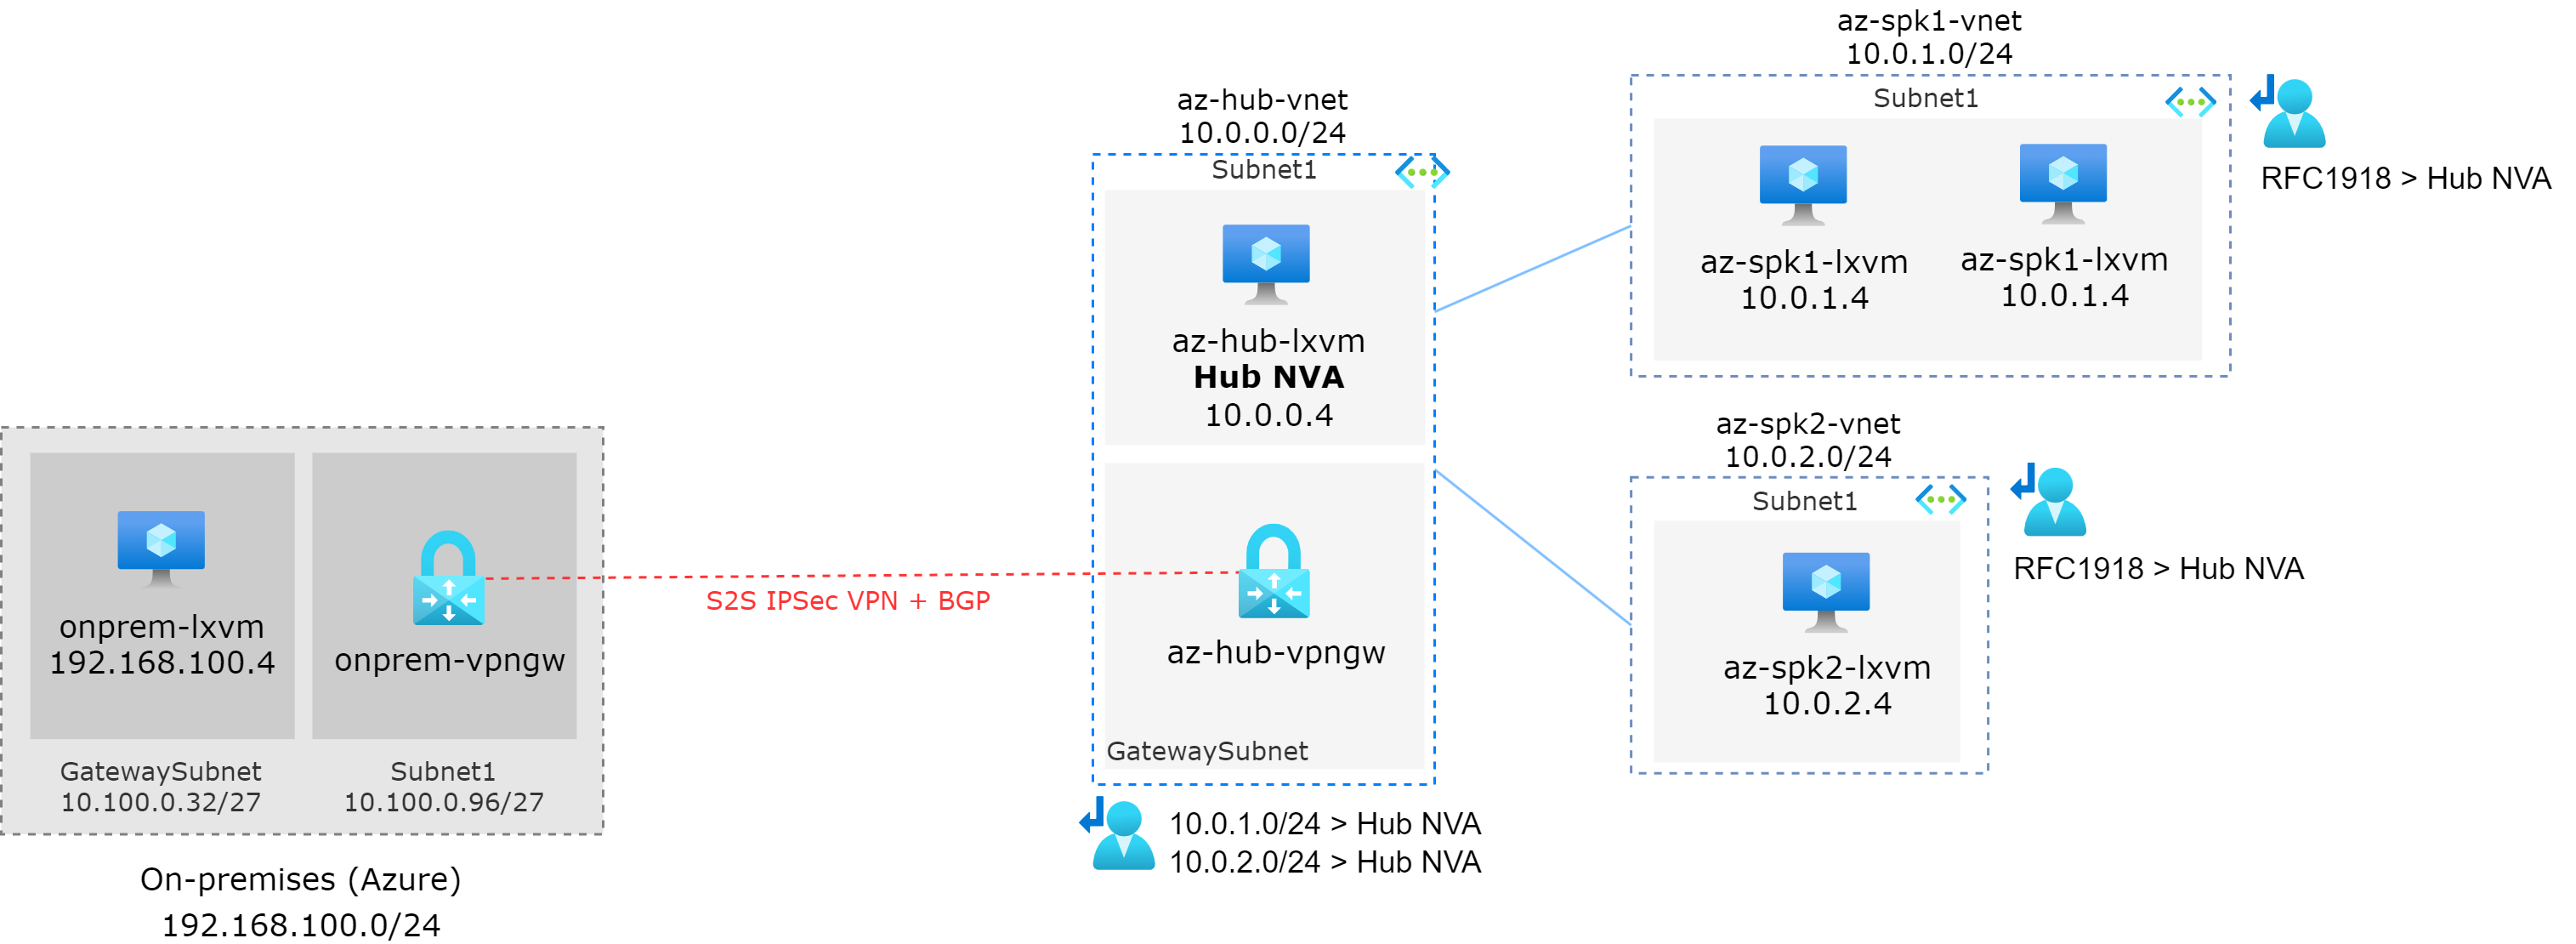 az-spk1-vnet
10.0.1.0/24
Subnet1
az-spk1-lxvm
10.0.1.4
az-spk1-lxvm
10.0.1.4
RFC1918 > Hub NVA
az-hub-vnet
10.0.0.0/24
Subnet1
az-hub-lxvm
Hub NVA
10.0.0.4
az-hub-vpngw
GatewaySubnet
10.0.1.0/24 > Hub NVA
10.0.2.0/24 > Hub NVA
az-spk2-vnet
10.0.2.0/24
Subnet1
az-spk2-lxvm
10.0.2.4
RFC1918 > Hub NVA
S2S IPSec VPN + BGP
onprem-lxvm
192.168.100.4
onprem-vpngw
GatewaySubnet
10.100.0.32/27
Subnet1
10.100.0.96/27
On-premises (Azure)
192.168.100.0/24